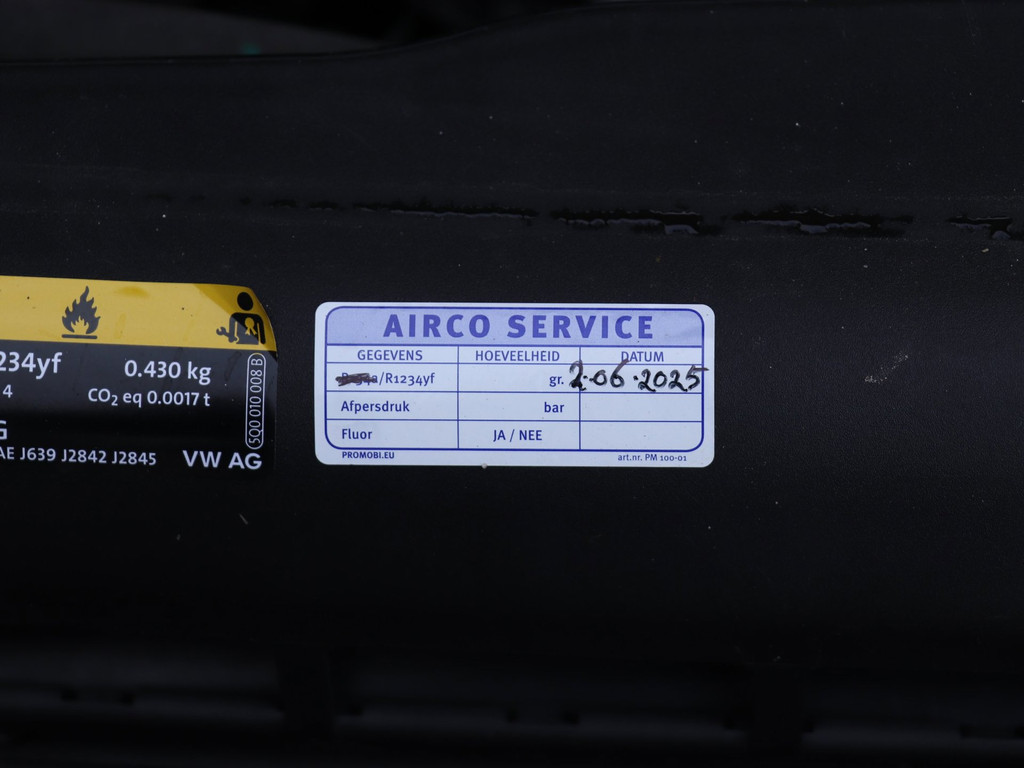 234yf
0.430 kg
4
CO₂ eq 0.0017 t
G
AE J639 J2842 J2845
VW AG
5Q0 010 008 B
AIRCO SERVICE
GEGEVENS HOEVEELHEID DATUM
/R1234yf gr. 2-06-2025
Afpersdruk bar
Fluor JA / NEE
PROMOBI.EU art.nr. PM 100-01